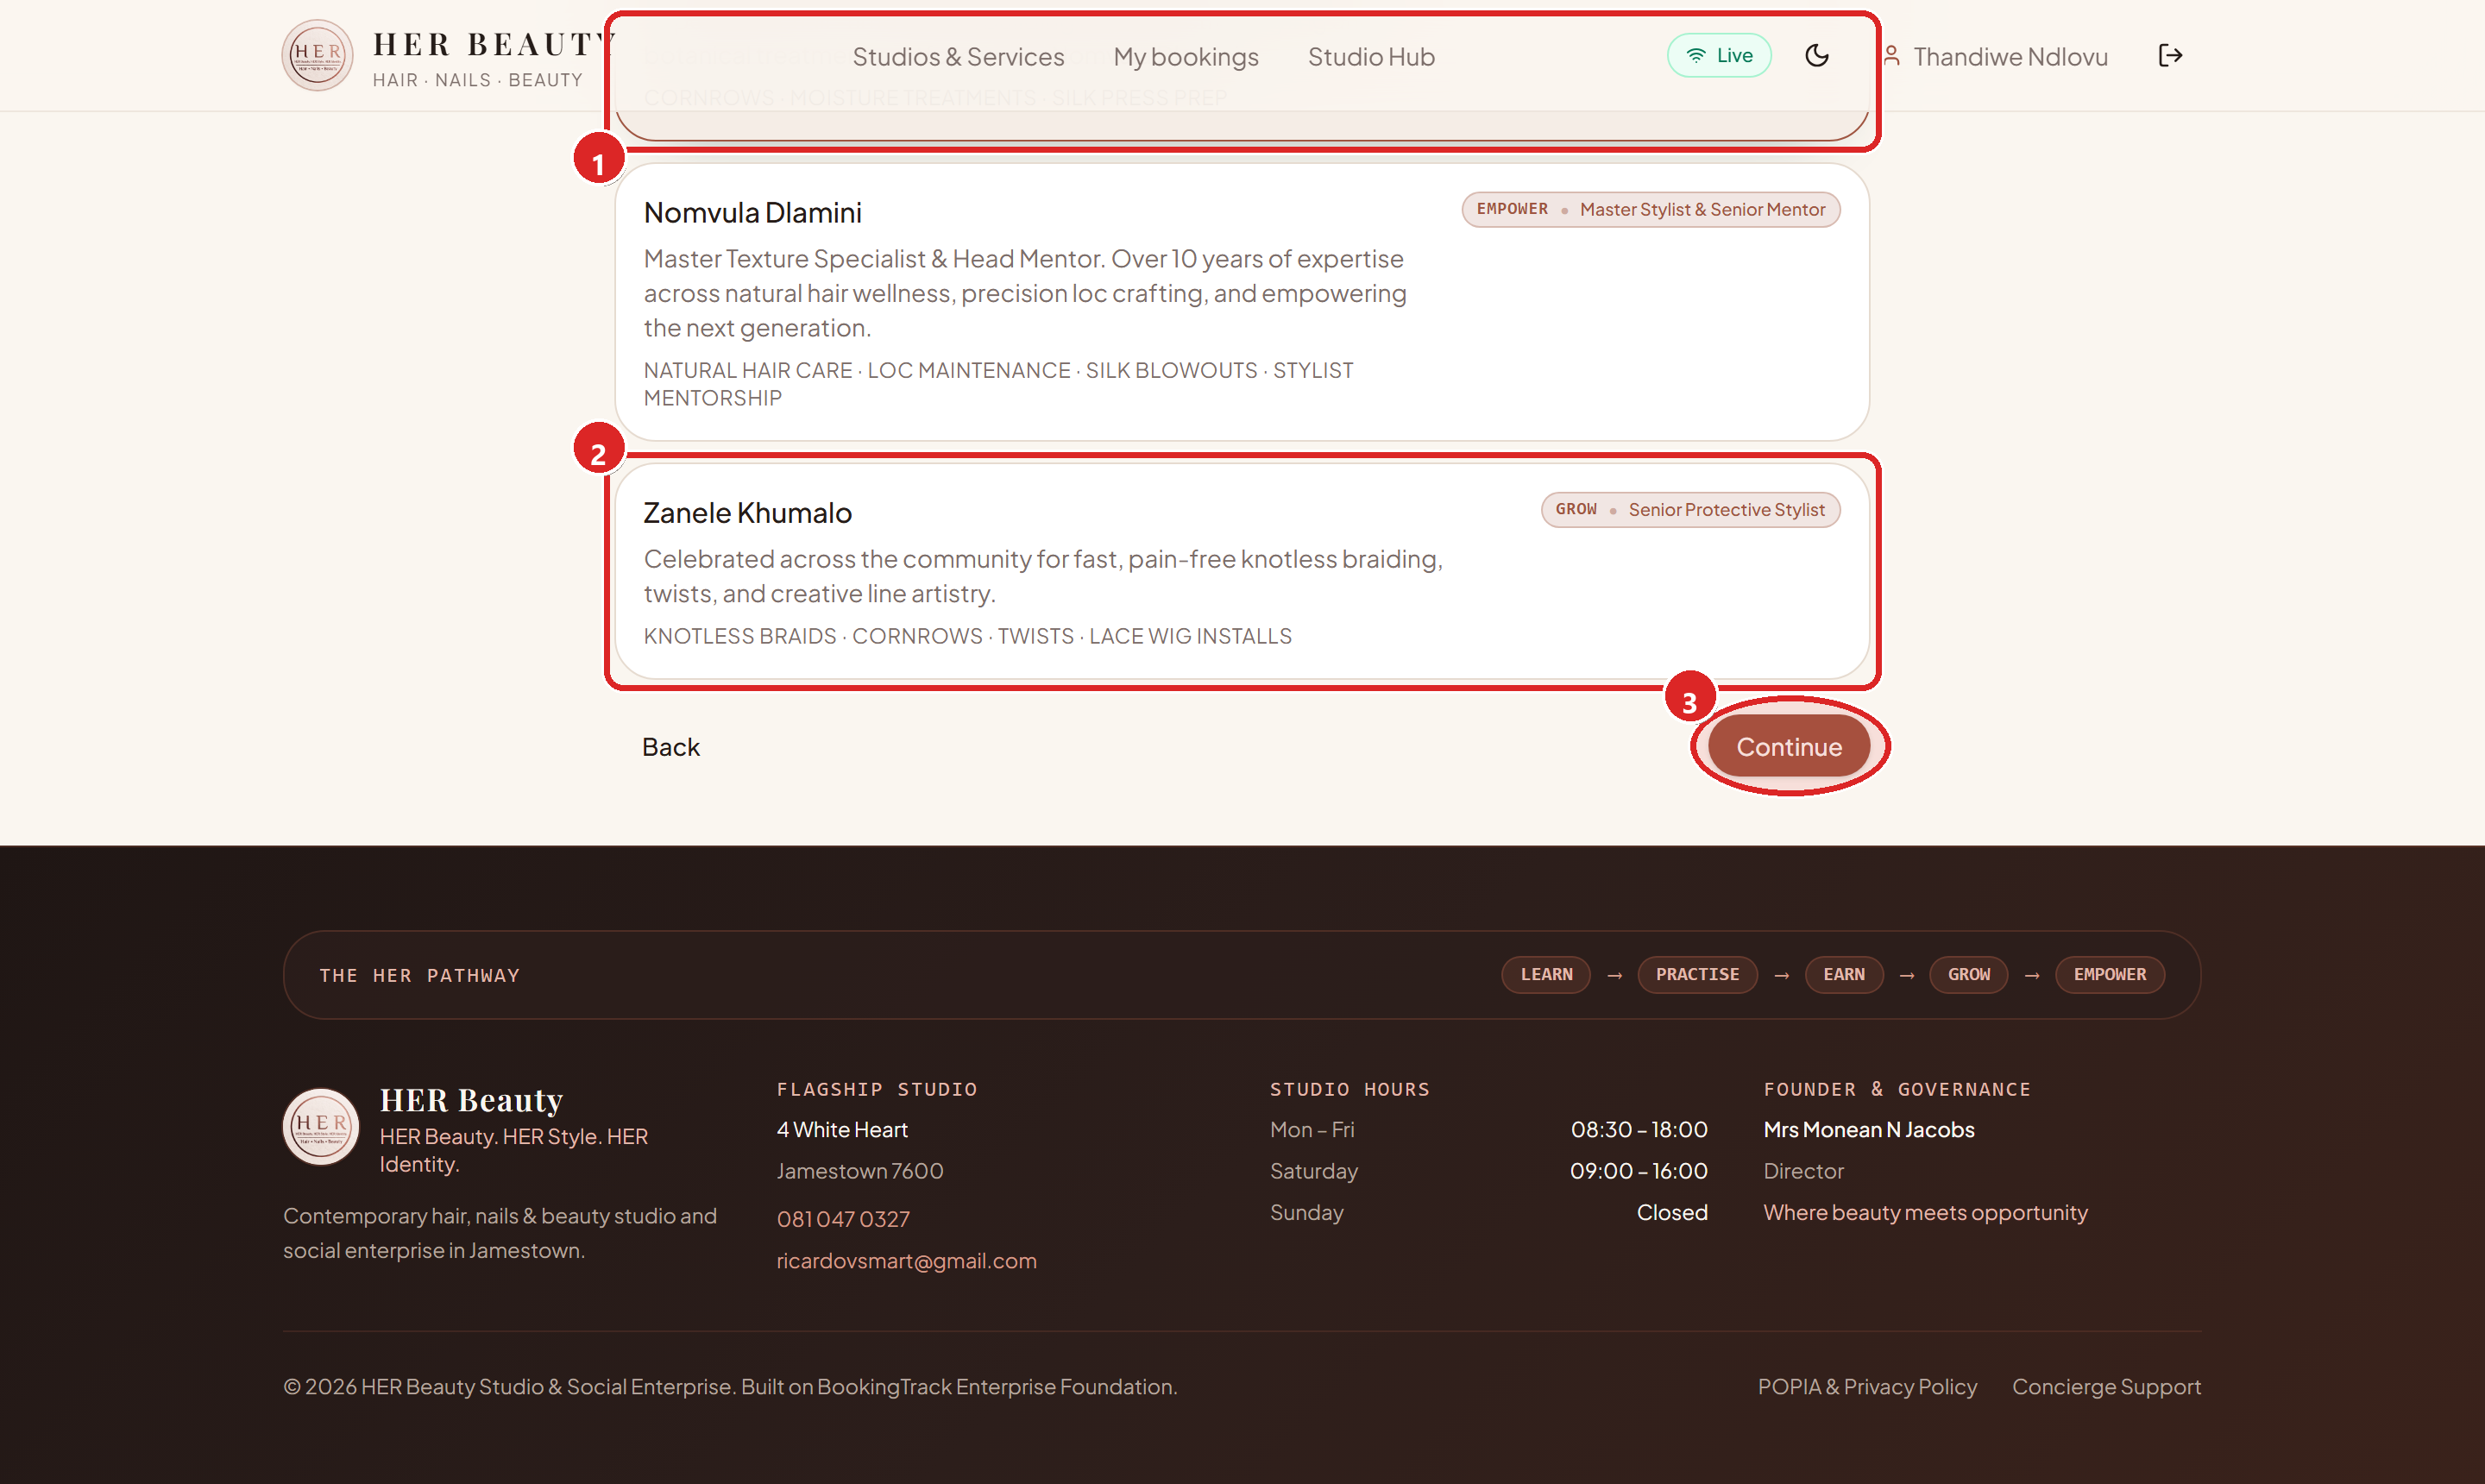 HER BEAUTY
HAIR · NAILS · BEAUTY
Studios & Services
My bookings
Studio Hub
Live
Thandiwe Ndlovu
CORNROWS · MOISTURE TREATMENTS · SILK PRESS PREP
1
Nomvula Dlamini
EMPOWER • Master Stylist & Senior Mentor
Master Texture Specialist & Head Mentor. Over 10 years of expertise
across natural hair wellness, precision loc crafting, and empowering
the next generation.
NATURAL HAIR CARE · LOC MAINTENANCE · SILK BLOWOUTS · STYLIST
MENTORSHIP
2
Zanele Khumalo
GROW • Senior Protective Stylist
Celebrated across the community for fast, pain-free knotless braiding,
twists, and creative line artistry.
KNOTLESS BRAIDS · CORNROWS · TWISTS · LACE WIG INSTALLS
3
Back
Continue
THE HER PATHWAY
LEARN → PRACTISE → EARN → GROW → EMPOWER
HER
HER Beauty
HER Beauty. HER Style. HER
Identity.
Contemporary hair, nails & beauty studio and
social enterprise in Jamestown.
FLAGSHIP STUDIO
4 White Heart
Jamestown 7600
081 047 0327
ricardovsmart@gmail.com
STUDIO HOURS
Mon – Fri 08:30 – 18:00
Saturday 09:00 – 16:00
Sunday Closed
FOUNDER & GOVERNANCE
Mrs Monean N Jacobs
Director
Where beauty meets opportunity
© 2026 HER Beauty Studio & Social Enterprise. Built on BookingTrack Enterprise Foundation.
POPIA & Privacy Policy
Concierge Support